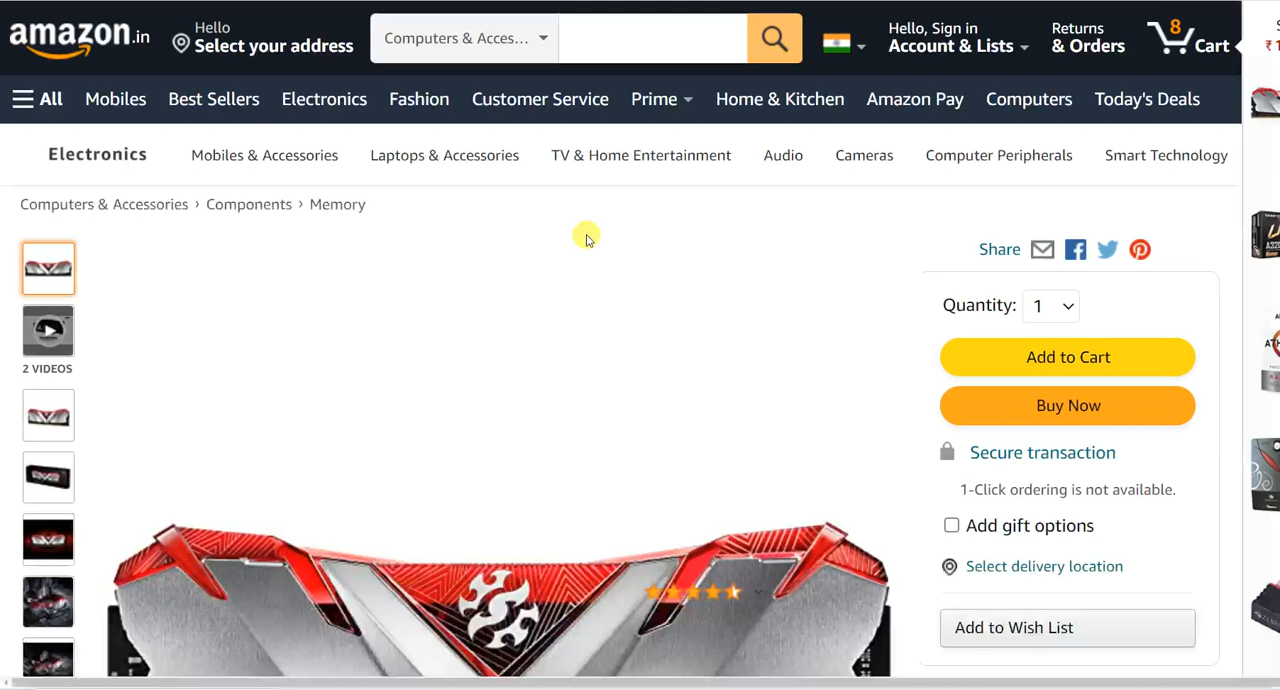 amazon.in
Hello
Select your address
Computers & Acces...
Hello, Sign in
Account & Lists
Returns
& Orders
8
Cart
All
Mobiles
Best Sellers
Electronics
Fashion
Customer Service
Prime
Home & Kitchen
Amazon Pay
Computers
Today's Deals
Electronics
Mobiles & Accessories
Laptops & Accessories
TV & Home Entertainment
Audio
Cameras
Computer Peripherals
Smart Technology
Computers & Accessories › Components › Memory
2 VIDEOS
Share
Quantity: 1
Add to Cart
Buy Now
Secure transaction
1-Click ordering is not available.
Add gift options
Select delivery location
Add to Wish List